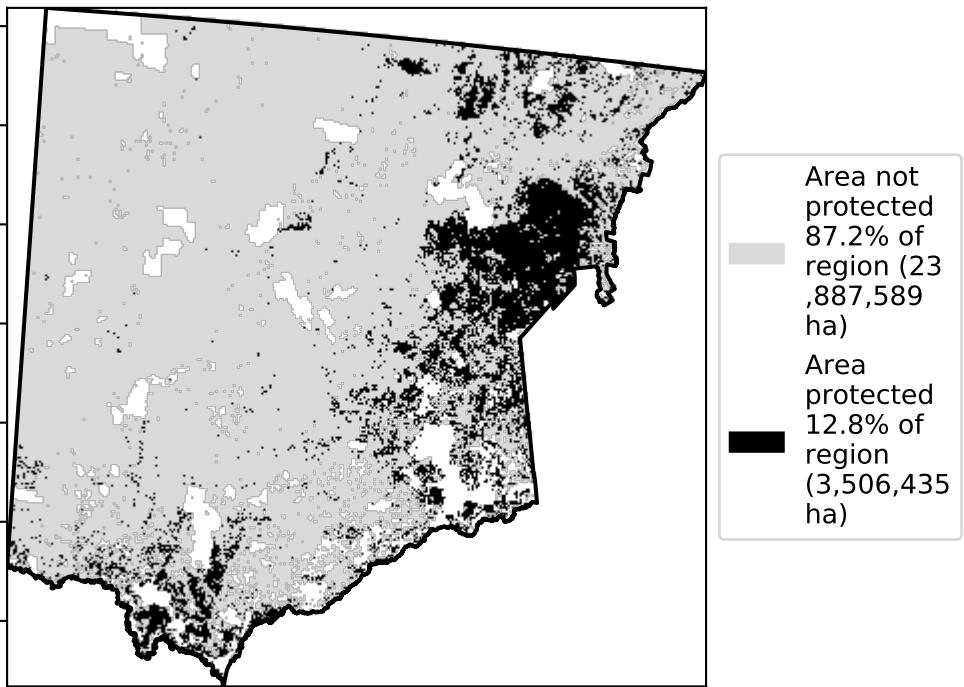 Area not
protected
87.2% of
region (23
,887,589
ha)
Area
protected
12.8% of
region
(3,506,435
ha)